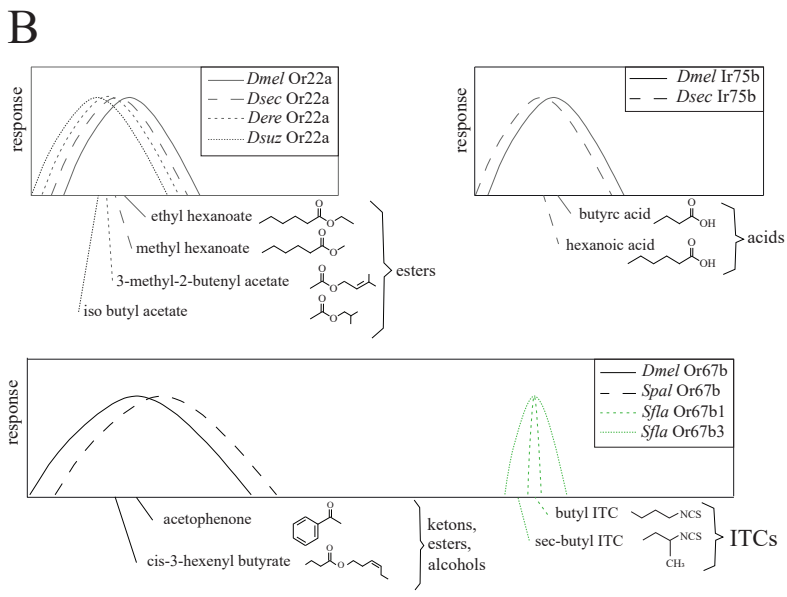 B
response
Dmel Or22a
Dsec Or22a
Dere Or22a
Dsuz Or22a
ethyl hexanoate
O
O
methyl hexanoate
O
O
3-methyl-2-butenyl acetate
O
O
iso butyl acetate
O
O
esters
response
Dmel Ir75b
Dsec Ir75b
butyrc acid
O
OH
hexanoic acid
O
OH
acids
response
Dmel Or67b
Spal Or67b
Sfla Or67b1
Sfla Or67b3
acetophenone
O
cis-3-hexenyl butyrate
O
O
ketons,
esters,
alcohols
butyl ITC
NCS
sec-butyl ITC
NCS
CH₃
ITCs